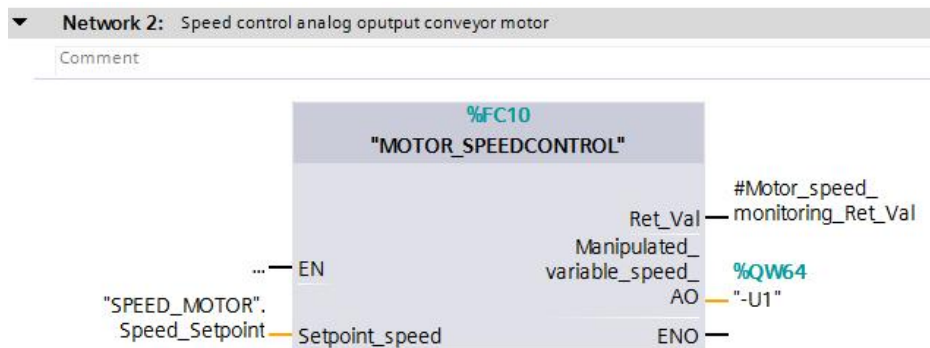 Network 2: Speed control analog oputput conveyor motor
Comment
%FC10
"MOTOR_SPEEDCONTROL"
#Motor_speed_
Ret_Val monitoring_Ret_Val
Manipulated_
... EN variable_speed_ %QW64
"SPEED_MOTOR". AO "-U1"
Speed_Setpoint Setpoint_speed ENO